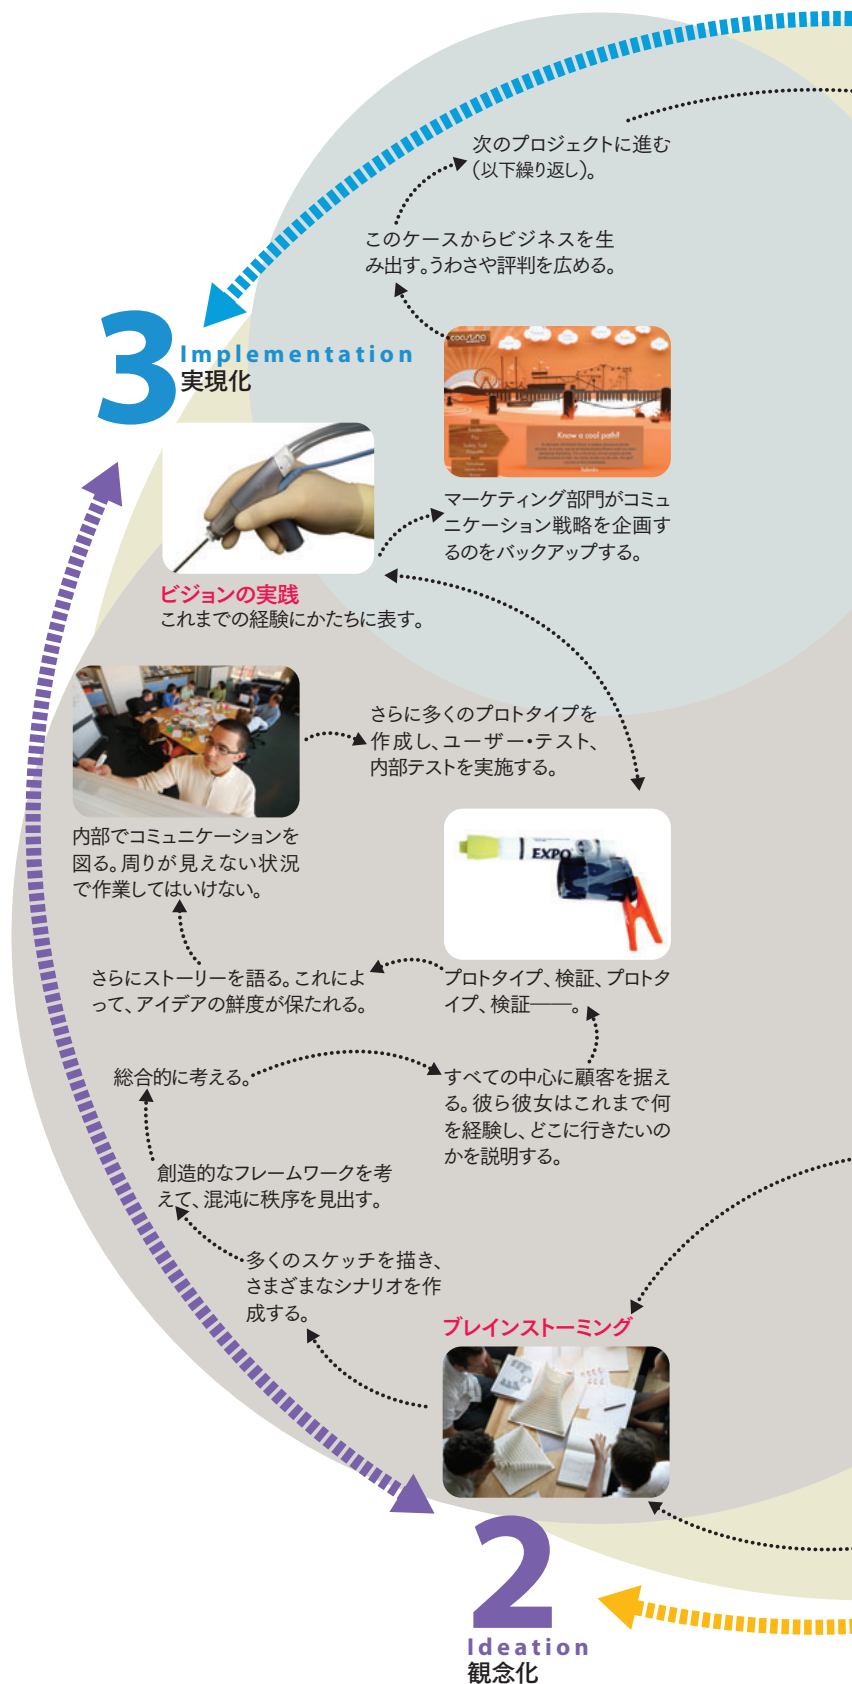 次のプロジェクトに進む
(以下繰り返し)。
このケースからビジネスを生
み出す。うわさや評判を広める。
3
Implementation
実現化
coasting
Know a cool path?
マーケティング部門がコミュ
ニケーション戦略を企画す
るのをバックアップする。
ビジョンの実践
これまでの経験にかたちに表す。
さらに多くのプロトタイプを
作成し、ユーザー・テスト、
内部テストを実施する。
内部でコミュニケーションを
図る。周りが見えない状況
で作業してはいけない。
EXPO
さらにストーリーを語る。これによ
って、アイデアの鮮度が保たれる。
プロトタイプ、検証、プロトタ
イプ、検証——。
総合的に考える。
すべての中心に顧客を据え
る。彼ら彼女はこれまで何
を経験し、どこに行きたいの
かを説明する。
創造的なフレームワークを考
えて、混沌に秩序を見出す。
多くのスケッチを描き、
さまざまなシナリオを作
成する。
ブレインストーミング
2
Ideation
観念化